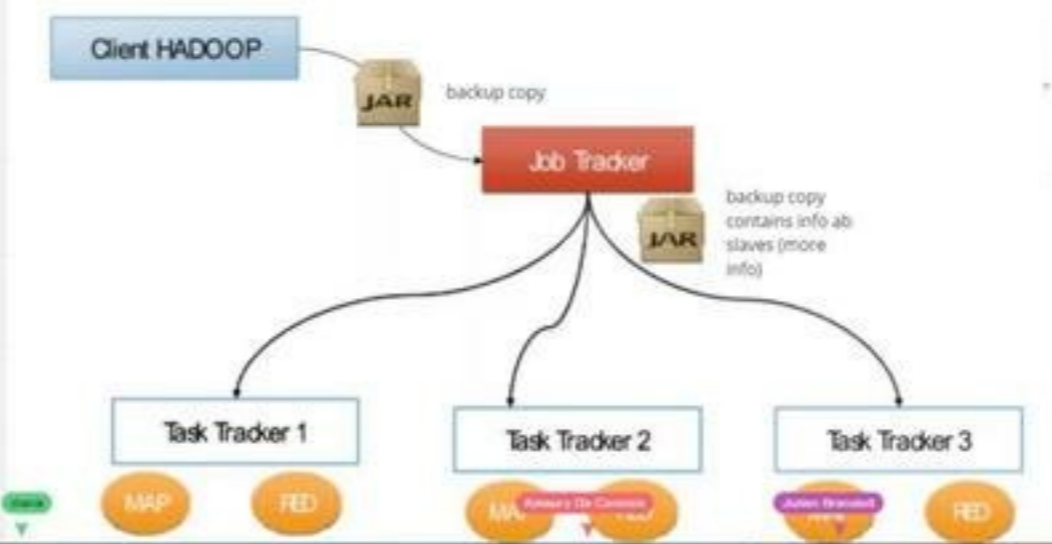 Client HADOOP
JAR
backup copy
Job Tracker
JAR
backup copy
contains info ab
slaves (more
info)
Task Tracker 1
Task Tracker 2
Task Tracker 3
MAP
RED
RED